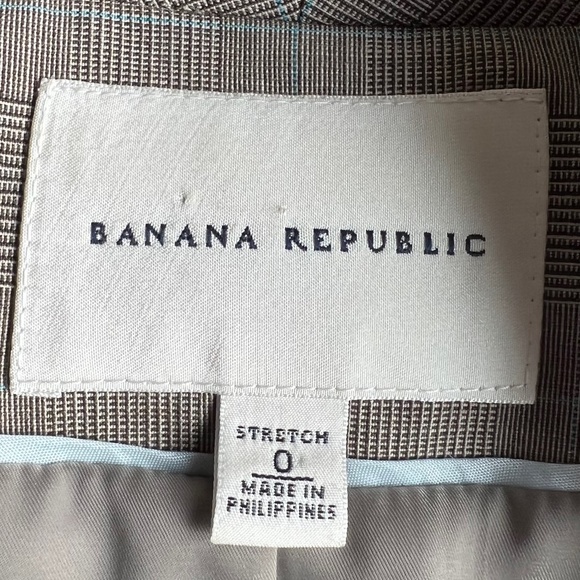 BANANA REPUBLIC
STRETCH
0
MADE IN
PHILIPPINES